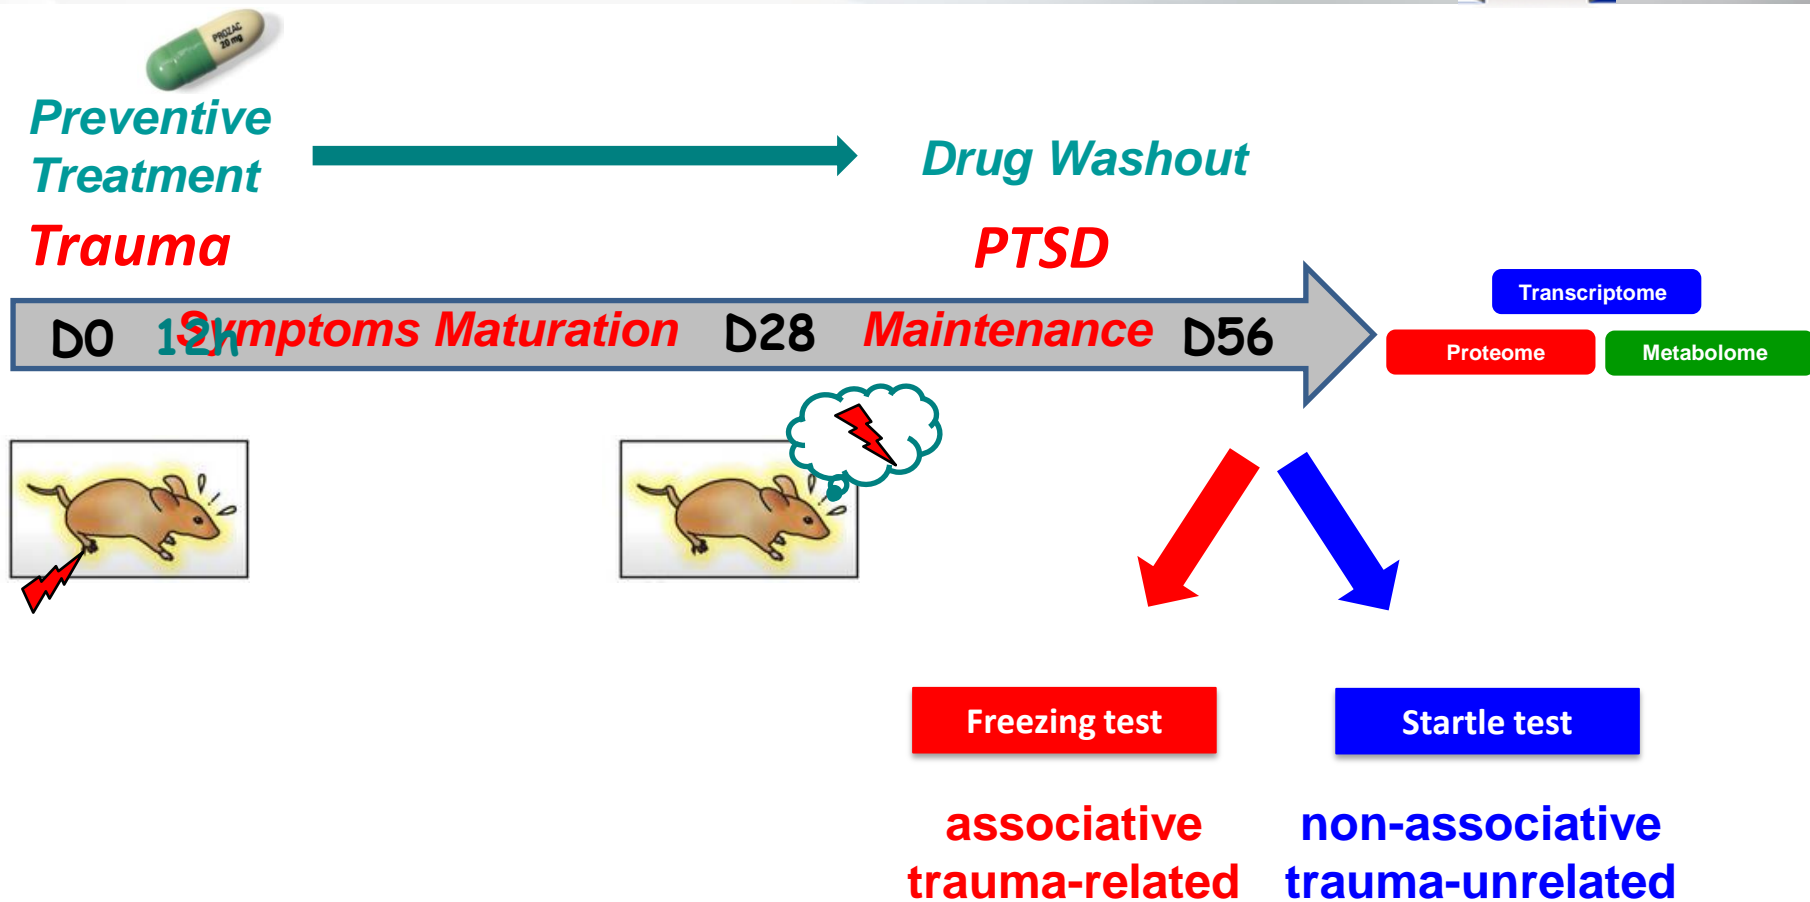 PROZAC
20 mg
Preventive
Treatment
Drug Washout
Trauma
PTSD
D0 12h Symptoms Maturation D28 Maintenance D56
Transcriptome
Proteome Metabolome
Freezing test Startle test
associative non-associative
trauma-related trauma-unrelated